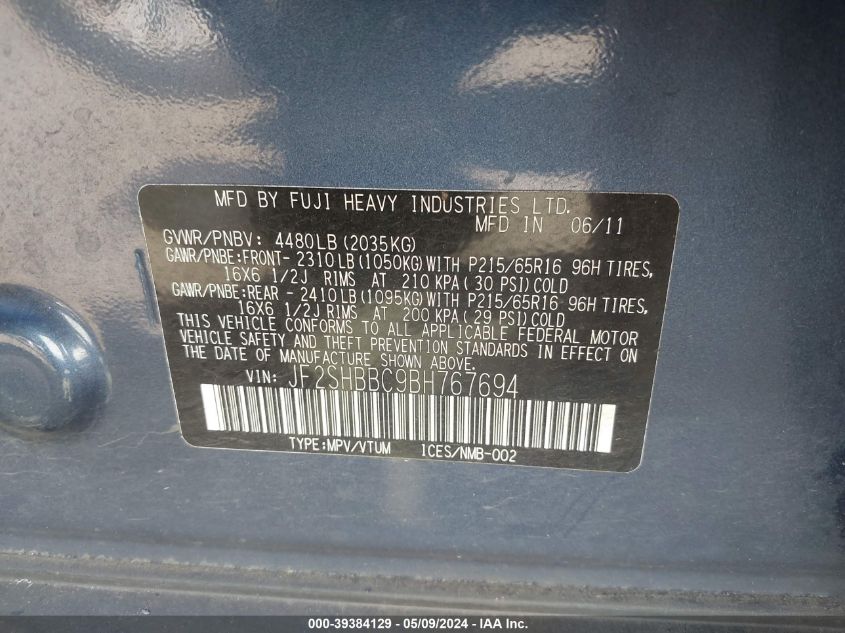 MFD BY FUJI HEAVY INDUSTRIES LTD.
MFD IN 06/11
GVWR/PNBV: 4480LB(2035KG)
GAWR/PNBE:FRONT- 2310LB(1050KG)WITH P215/65R16 96H TIRES,
16X6 1/2J RIMS AT 210 KPA(30 PSI)COLD
GAWR/PNBE:REAR - 2410LB(1095KG)WITH P215/65R16 96H TIRES,
16X6 1/2J RIMS AT 200 KPA(29 PSI)COLD
THIS VEHICLE CONFORMS TO ALL APPLICABLE FEDERAL MOTOR
VEHICLE SAFETY AND THEFT PREVENTION STANDARDS IN EFFECT ON
THE DATE OF MANUFACTURE SHOWN ABOVE.
VIN: JF2SHBBC9BH767694
TYPE:MPV/VTUM ICES/NMB-002
000-39384129 - 05/09/2024 - IAA Inc.